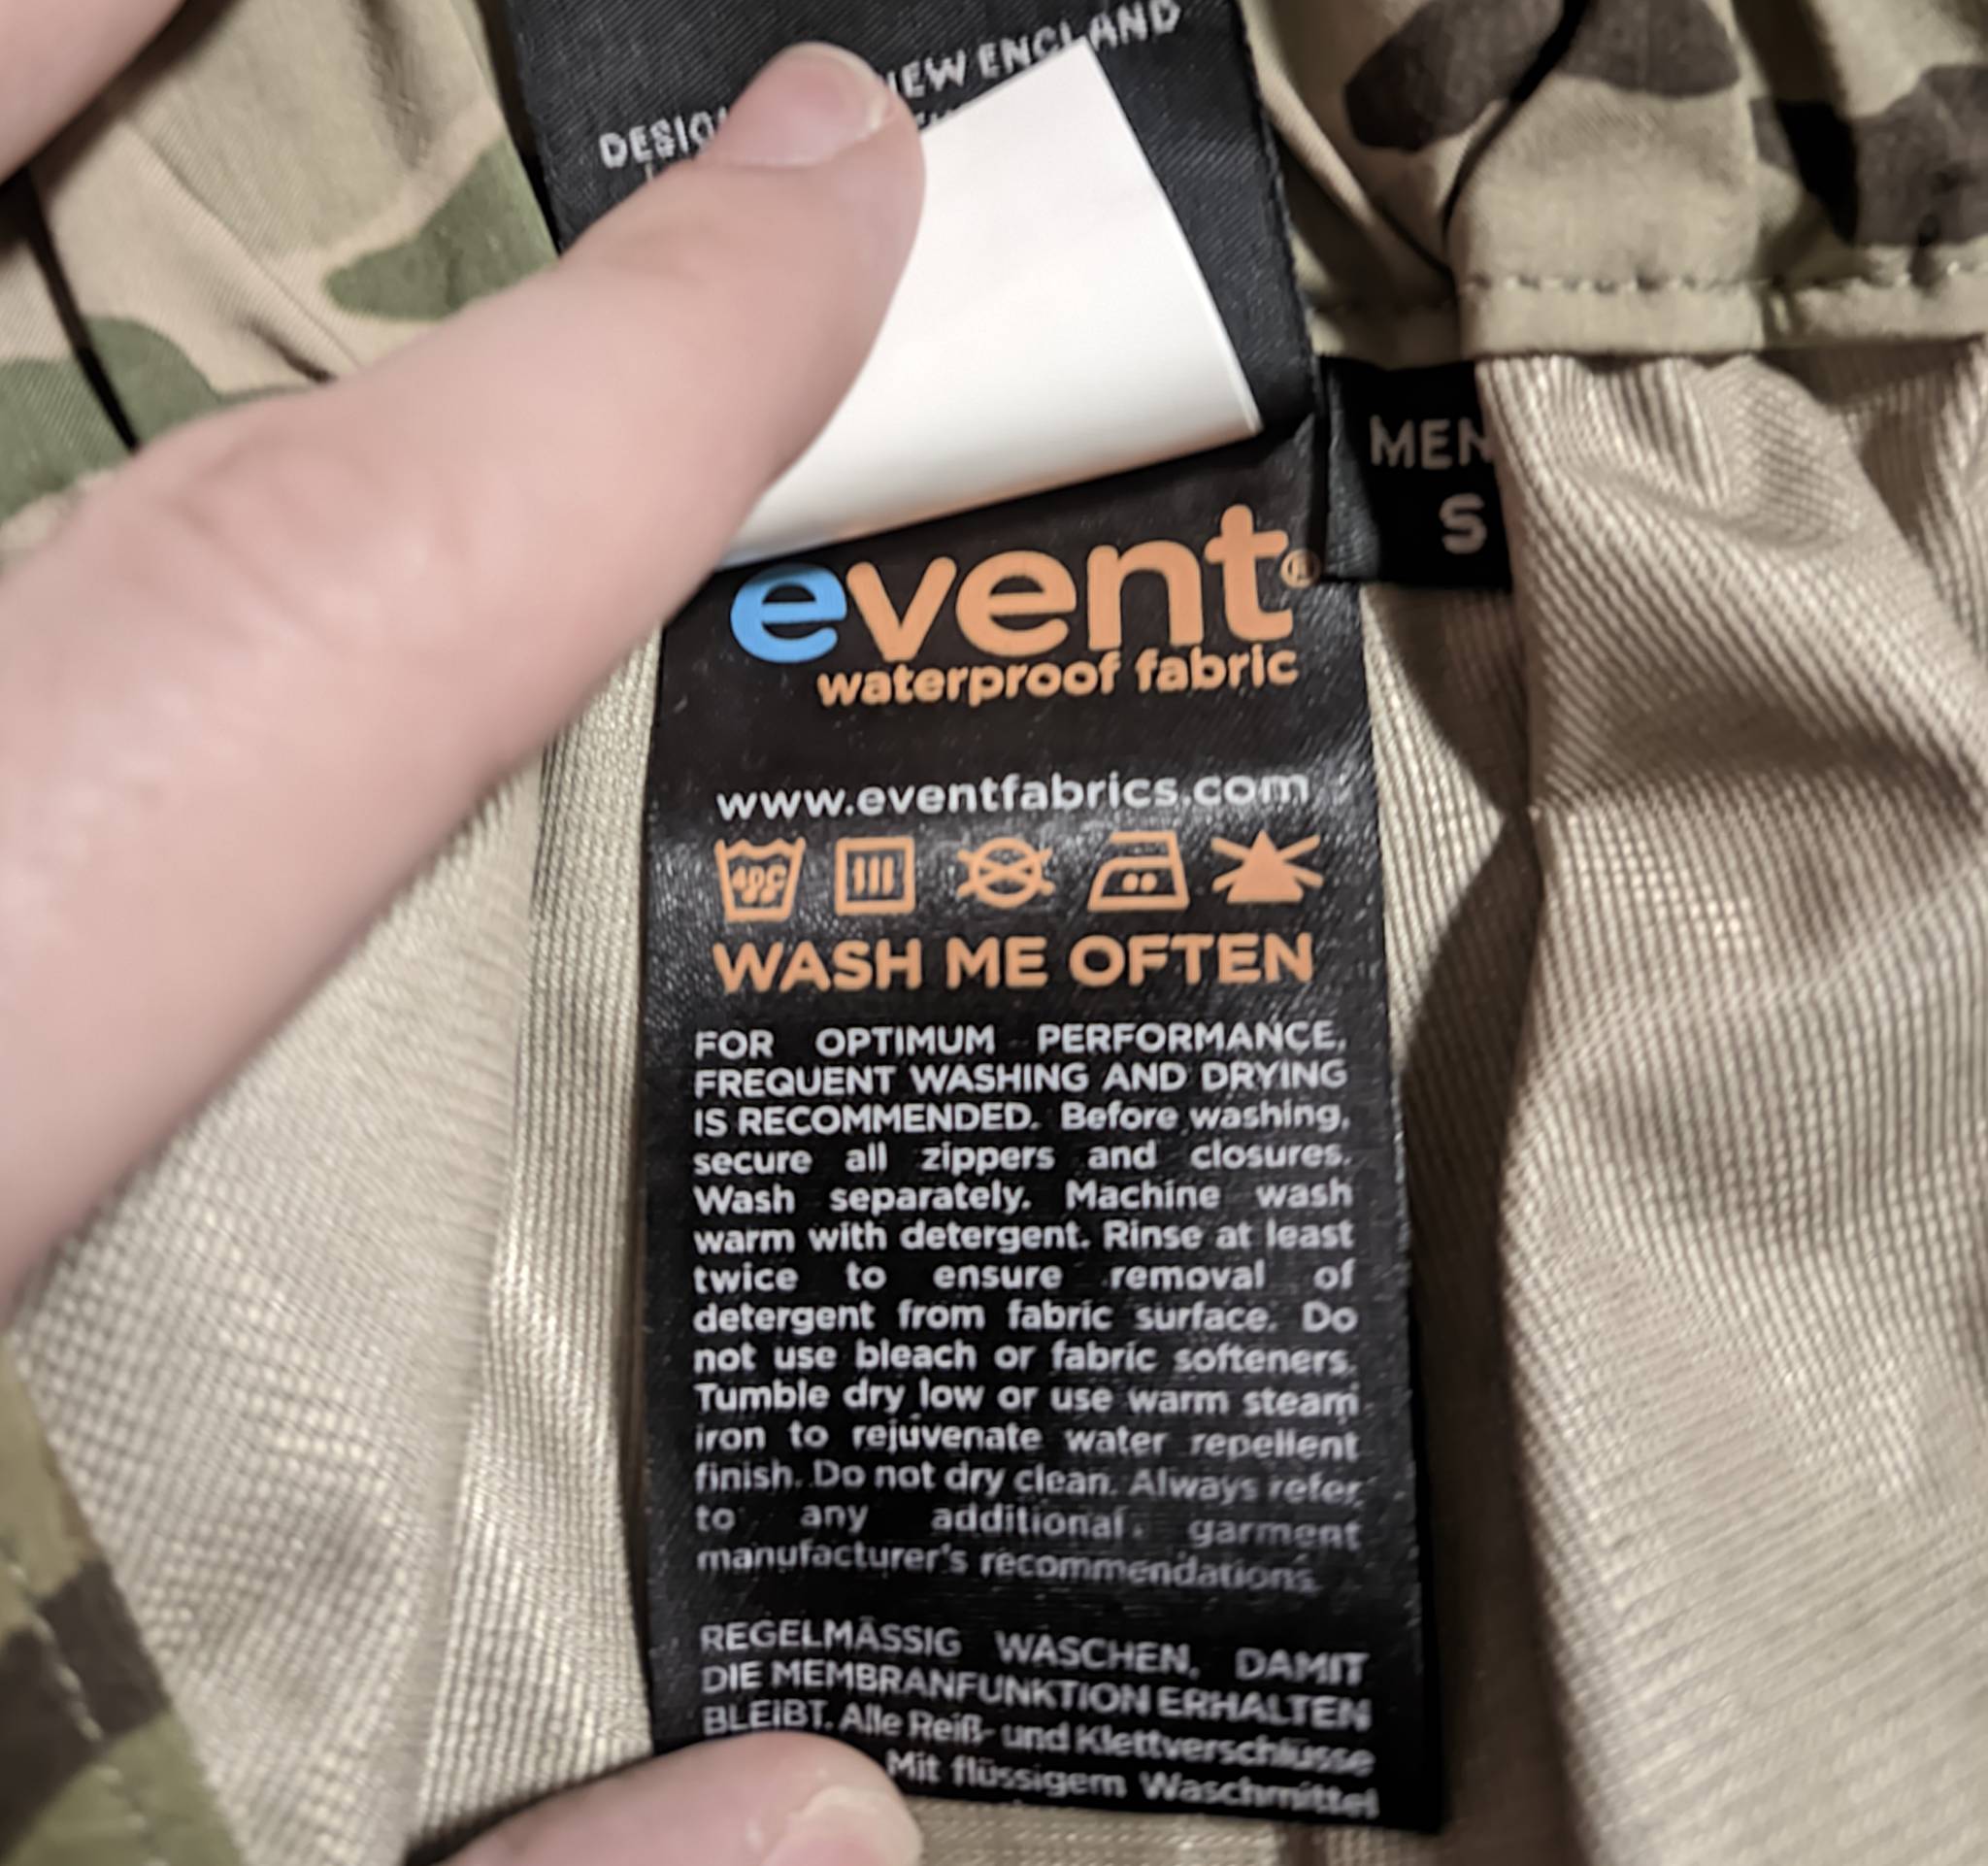 NEW ENGLAND
event®
waterproof fabric
MEN
S
www.eventfabrics.com
40C
WASH ME OFTEN
FOR OPTIMUM PERFORMANCE,
FREQUENT WASHING AND DRYING
IS RECOMMENDED. Before washing,
secure all zippers and closures.
Wash separately. Machine wash
warm with detergent. Rinse at least
twice to ensure removal of
detergent from fabric surface. Do
not use bleach or fabric softeners.
Tumble dry low or use warm steam
iron to rejuvenate water repellent
finish. Do not dry clean. Always refer
to any additional garment
manufacturer's recommendations.
REGELMÄSSIG WASCHEN, DAMIT
DIE MEMBRANFUNKTION ERHALTEN
BLEIBT. Alle Reiß- und Klettverschlüsse
Mit flüssigem Waschmittel